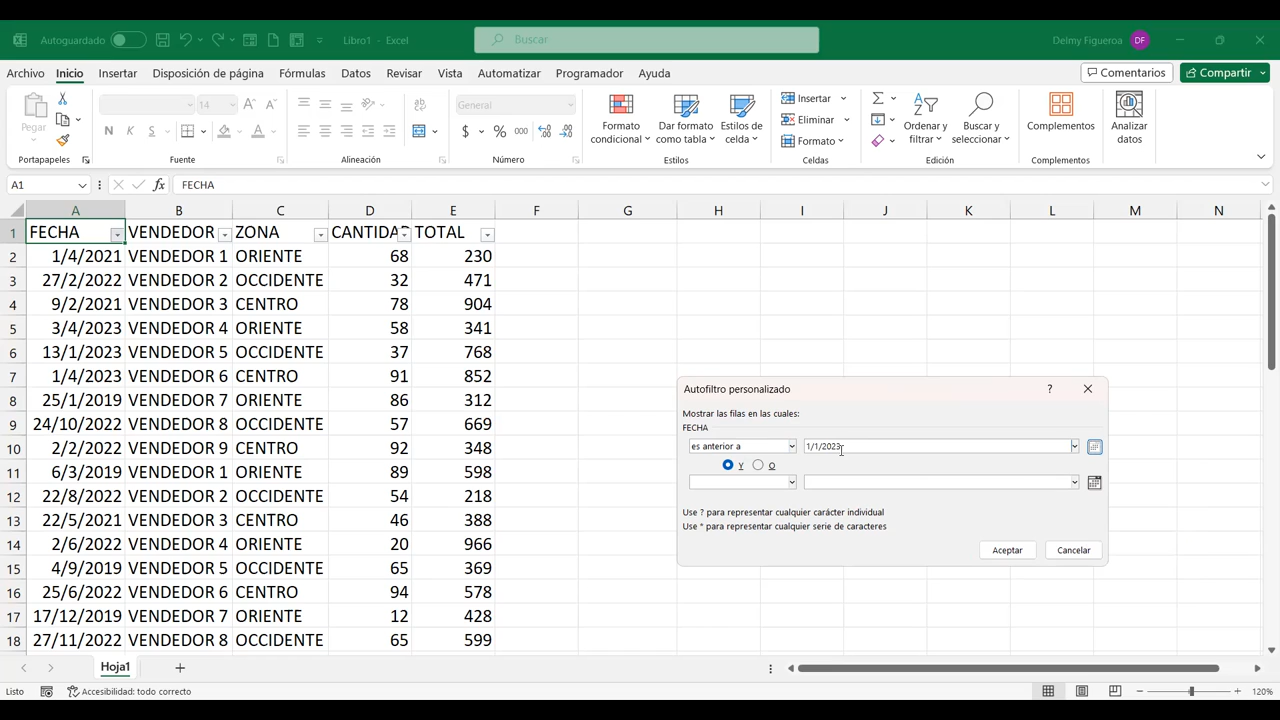 Autoguardado Libro1 - Excel Buscar Delmy Figueroa DF
Archivo Inicio Insertar Disposición de página Fórmulas Datos Revisar Vista Automatizar Programador Ayuda Comentarios Compartir
Pegar
Portapapeles
14
N K S
Fuente
Alineación
General
$ % 000
Número
Formato condicional
Dar formato como tabla
Estilos de celda
Estilos
Insertar
Eliminar
Formato
Celdas
Ordenar y filtrar
Buscar y seleccionar
Edición
Complementos
Complementos
Analizar datos
A1 fx FECHA
A B C D E F G H I J K L M N
1 FECHA VENDEDOR ZONA CANTIDAD TOTAL
2 1/4/2021 VENDEDOR 1 ORIENTE 68 230
3 27/2/2022 VENDEDOR 2 OCCIDENTE 32 471
4 9/2/2021 VENDEDOR 3 CENTRO 78 904
5 3/4/2023 VENDEDOR 4 ORIENTE 58 341
6 13/1/2023 VENDEDOR 5 OCCIDENTE 37 768
7 1/4/2023 VENDEDOR 6 CENTRO 91 852
8 25/1/2019 VENDEDOR 7 ORIENTE 86 312
9 24/10/2022 VENDEDOR 8 OCCIDENTE 57 669
10 2/2/2022 VENDEDOR 9 CENTRO 92 348
11 6/3/2019 VENDEDOR 1 ORIENTE 89 598
12 22/8/2022 VENDEDOR 2 OCCIDENTE 54 218
13 22/5/2021 VENDEDOR 3 CENTRO 46 388
14 2/6/2022 VENDEDOR 4 ORIENTE 20 966
15 4/9/2019 VENDEDOR 5 OCCIDENTE 65 369
16 25/6/2022 VENDEDOR 6 CENTRO 94 578
17 17/12/2019 VENDEDOR 7 ORIENTE 12 428
18 27/11/2022 VENDEDOR 8 OCCIDENTE 65 599
Autofiltro personalizado ?
Mostrar las filas en las cuales:
FECHA
es anterior a 1/1/2023
Y O
Use ? para representar cualquier carácter individual
Use * para representar cualquier serie de caracteres
Aceptar Cancelar
Hoja1
Listo Accesibilidad: todo correcto 120%